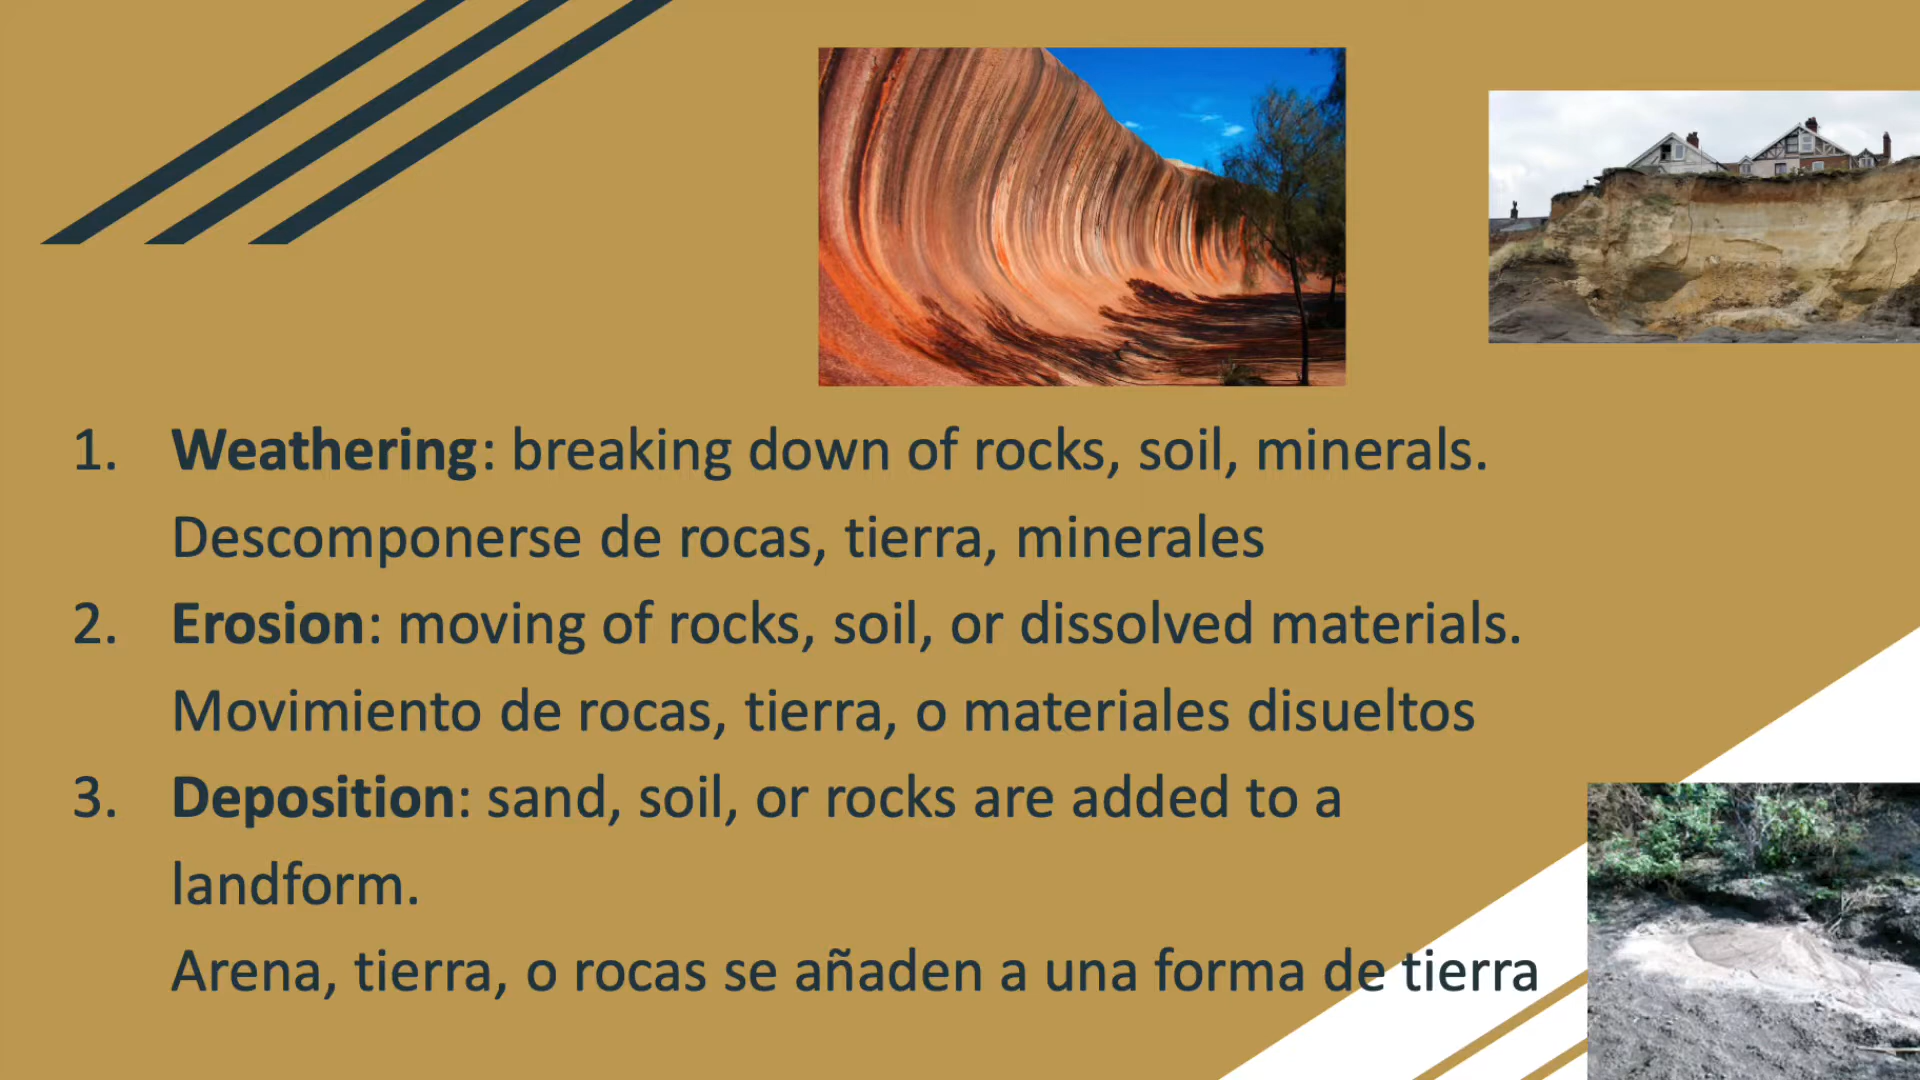 1. Weathering: breaking down of rocks, soil, minerals.
Descomponerse de rocas, tierra, minerales
2. Erosion: moving of rocks, soil, or dissolved materials.
Movimiento de rocas, tierra, o materiales disueltos
3. Deposition: sand, soil, or rocks are added to a
landform.
Arena, tierra, o rocas se añaden a una forma de tierra